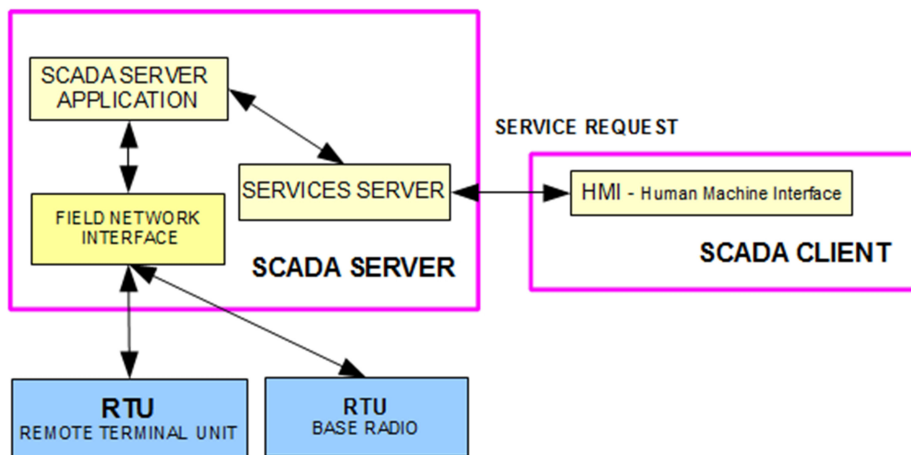 SCADA SERVER
APPLICATION
SERVICE REQUEST
SERVICES SERVER
HMI - Human Machine Interface
FIELD NETWORK
INTERFACE
SCADA SERVER
SCADA CLIENT
RTU
REMOTE TERMINAL UNIT
RTU
BASE RADIO